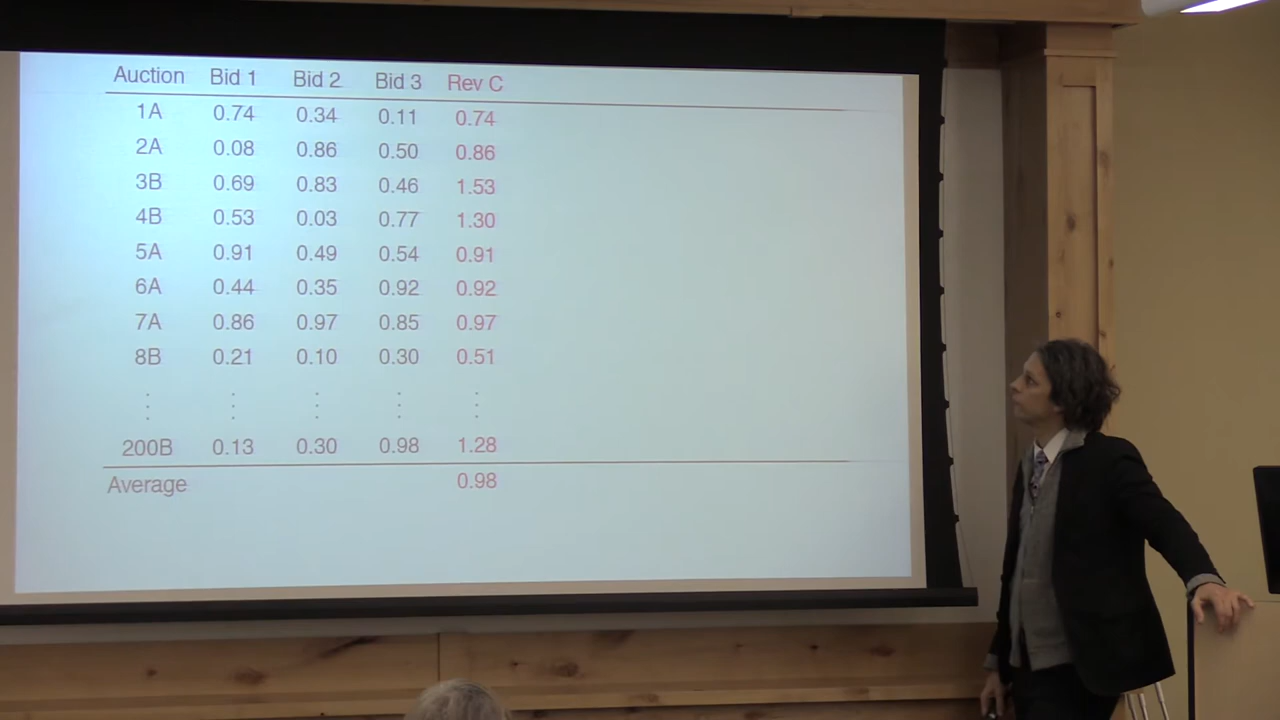 Auction Bid 1 Bid 2 Bid 3 Rev C
1A 0.74 0.34 0.11 0.74
2A 0.08 0.86 0.50 0.86
3B 0.69 0.83 0.46 1.53
4B 0.53 0.03 0.77 1.30
5A 0.91 0.49 0.54 0.91
6A 0.44 0.35 0.92 0.92
7A 0.86 0.97 0.85 0.97
8B 0.21 0.10 0.30 0.51
⋮ ⋮ ⋮ ⋮ ⋮
200B 0.13 0.30 0.98 1.28
Average 0.98